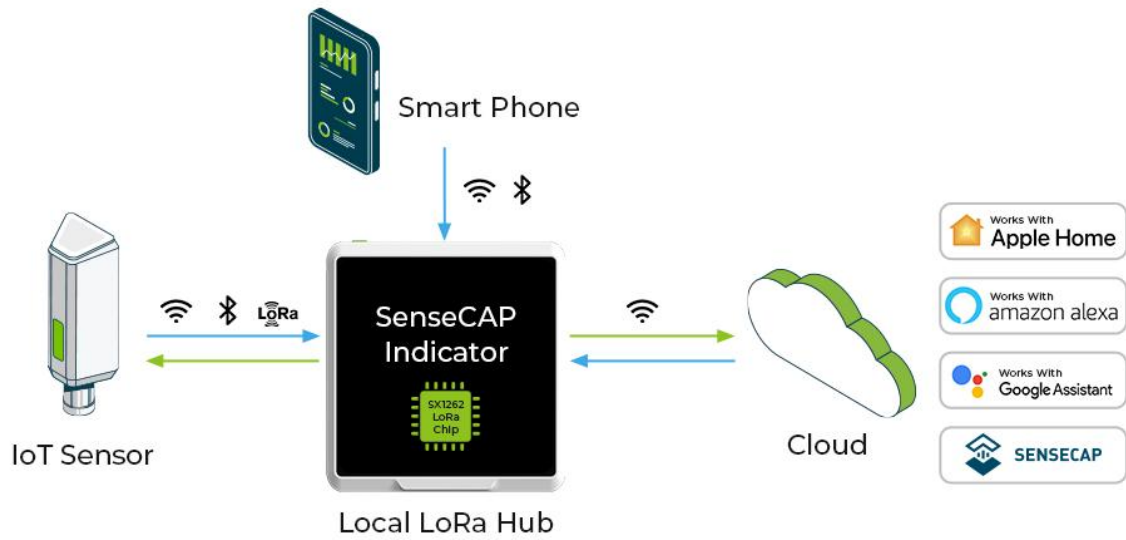 Smart Phone
LoRa
SenseCAP
Indicator
SX1262
LoRa
Chip
IoT Sensor
Local LoRa Hub
Cloud
Works With
Apple Home
Works With
amazon alexa
Works With
Google Assistant
SENSECAP